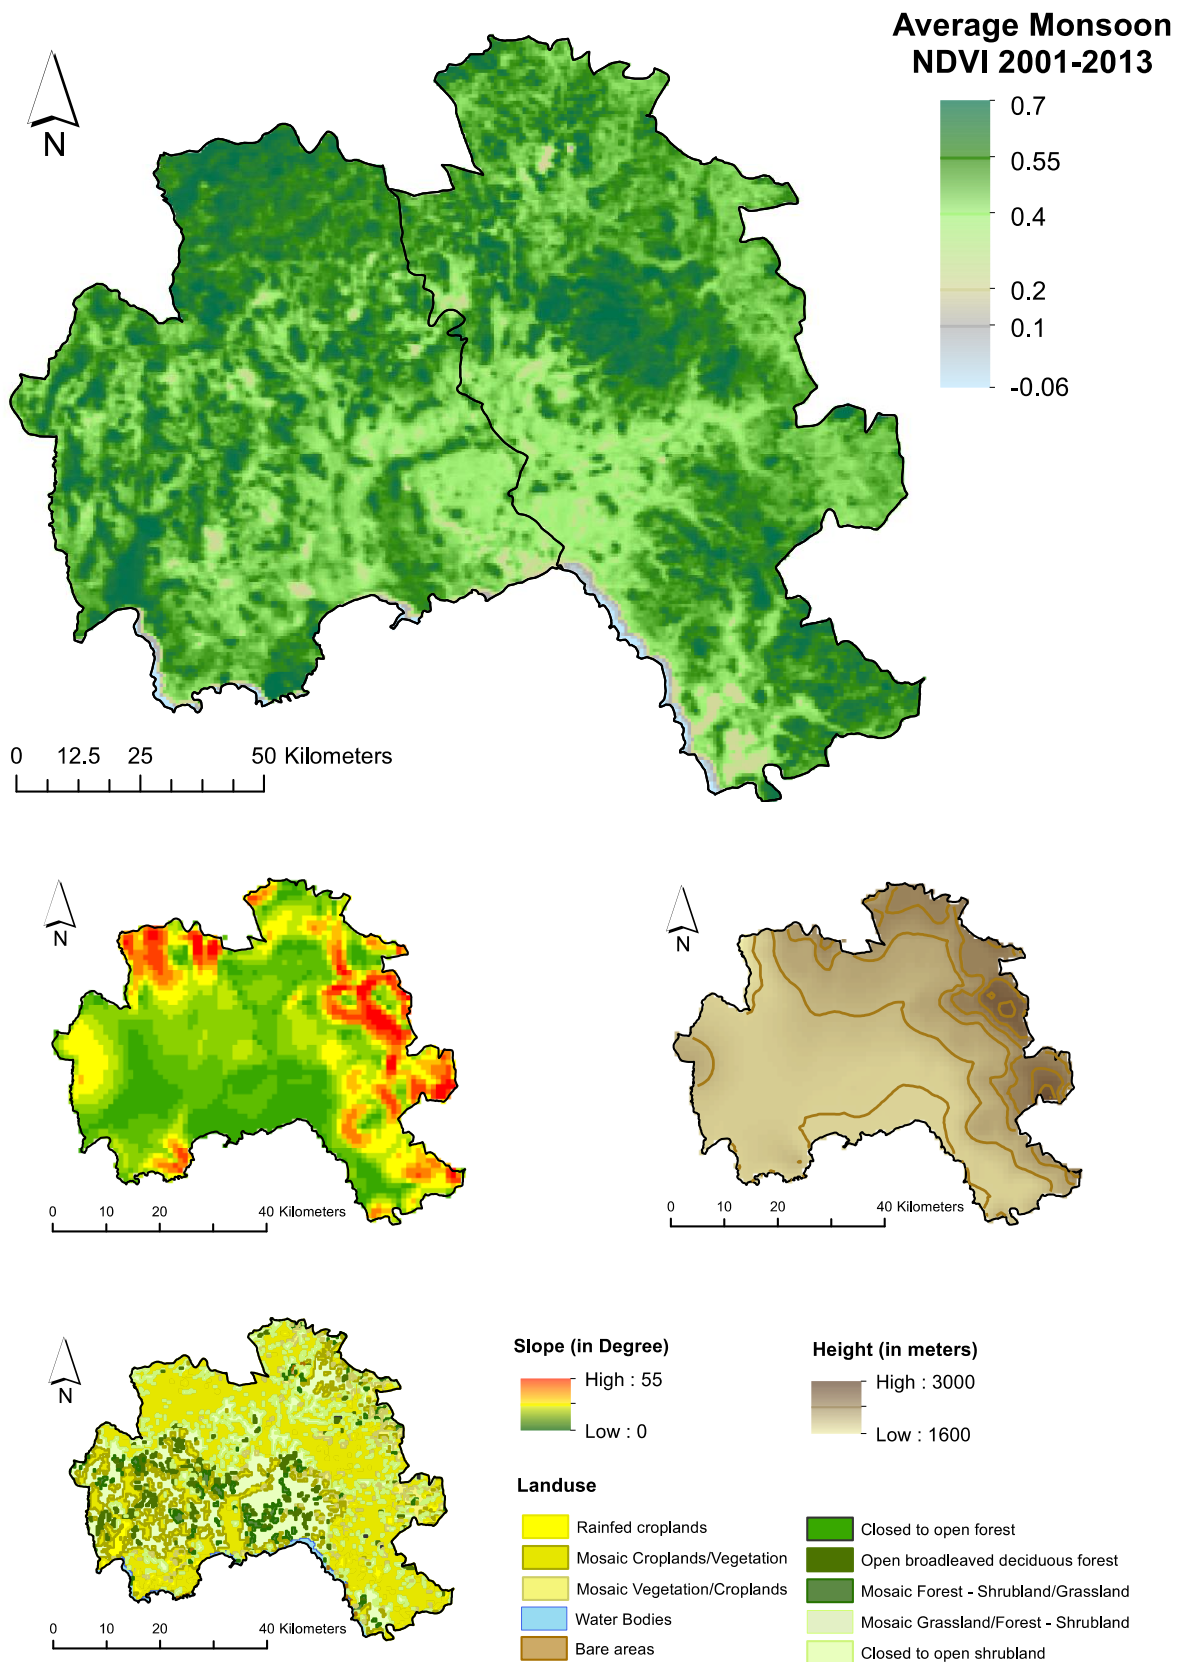 Average Monsoon
NDVI 2001-2013
N
0.7
0.55
0.4
0.2
0.1
-0.06
0 12.5 25 50 Kilometers
N
N
0 10 20 40 Kilometers
0 10 20 40 Kilometers
N
Slope (in Degree)
High : 55
Low : 0
Height (in meters)
High : 3000
Low : 1600
Landuse
Rainfed croplands
Mosaic Croplands/Vegetation
Mosaic Vegetation/Croplands
Water Bodies
Bare areas
Closed to open forest
Open broadleaved deciduous forest
Mosaic Forest - Shrubland/Grassland
Mosaic Grassland/Forest - Shrubland
Closed to open shrubland
0 10 20 40 Kilometers